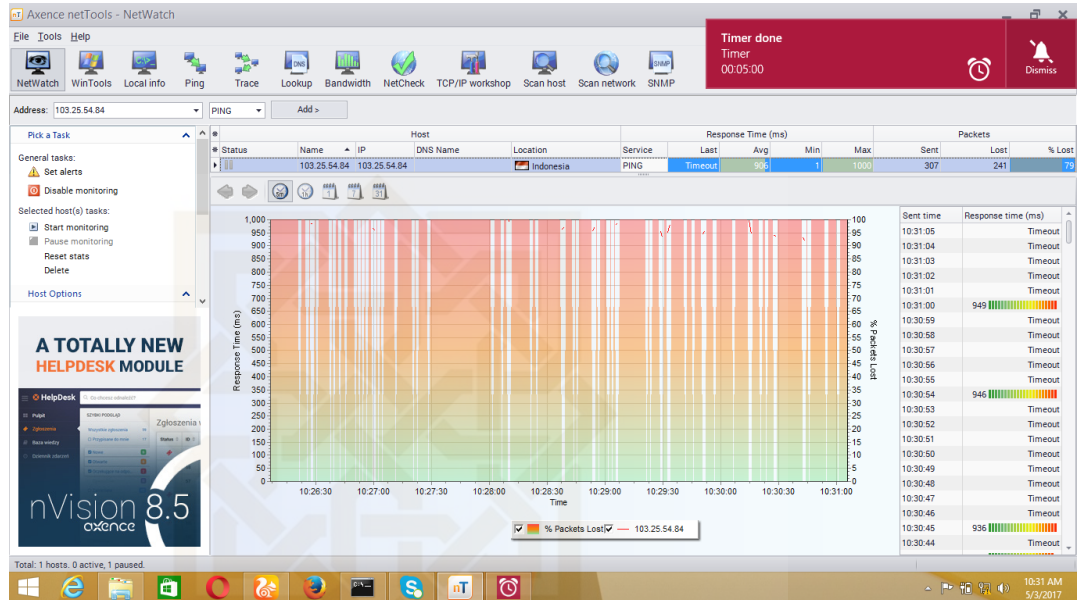 nT Axence netTools - NetWatch
File Tools Help
NetWatch WinTools Local info Ping Trace Lookup Bandwidth NetCheck TCP/IP workshop Scan host Scan network SNMP
Timer done
Timer
00:05:00
Dismiss
Address: 103.25.54.84 PING Add >
Pick a Task
General tasks:
Set alerts
Disable monitoring
Selected host(s) tasks:
Start monitoring
Pause monitoring
Reset stats
Delete
Host Options
Host Response Time (ms) Packets
Status Name IP DNS Name Location Service Last Avg Min Max Sent Lost % Lost
103.25.54.84 103.25.54.84 Indonesia PING Timeout 906 1 1000 307 241 79
1,000
950
900
850
800
750
700
650
600
550
500
450
400
350
300
250
200
150
100
50
0
Response Time (ms)
100
95
90
85
80
75
70
65
60
55
50
45
40
35
30
25
20
15
10
5
0
% Packets Lost
10:26:30 10:27:00 10:27:30 10:28:00 10:28:30 10:29:00 10:29:30 10:30:00 10:30:30 10:31:00
Time
% Packets Lost 103.25.54.84
Sent time Response time (ms)
10:31:05 Timeout
10:31:04 Timeout
10:31:03 Timeout
10:31:02 Timeout
10:31:01 Timeout
10:31:00 949
10:30:59 Timeout
10:30:58 Timeout
10:30:57 Timeout
10:30:56 Timeout
10:30:55 Timeout
10:30:54 946
10:30:53 Timeout
10:30:52 Timeout
10:30:51 Timeout
10:30:50 Timeout
10:30:49 Timeout
10:30:48 Timeout
10:30:47 Timeout
10:30:46 Timeout
10:30:45 936
10:30:44 Timeout
A TOTALLY NEW
HELPDESK MODULE
HelpDesk
Pulpit
Zgłoszenia
Baza wiedzy
Dziennik zdarzeń
Zgłoszenia
Status ID
nVision 8.5
axence
Total: 1 hosts. 0 active, 1 paused.
nT
10:31 AM
5/3/2017